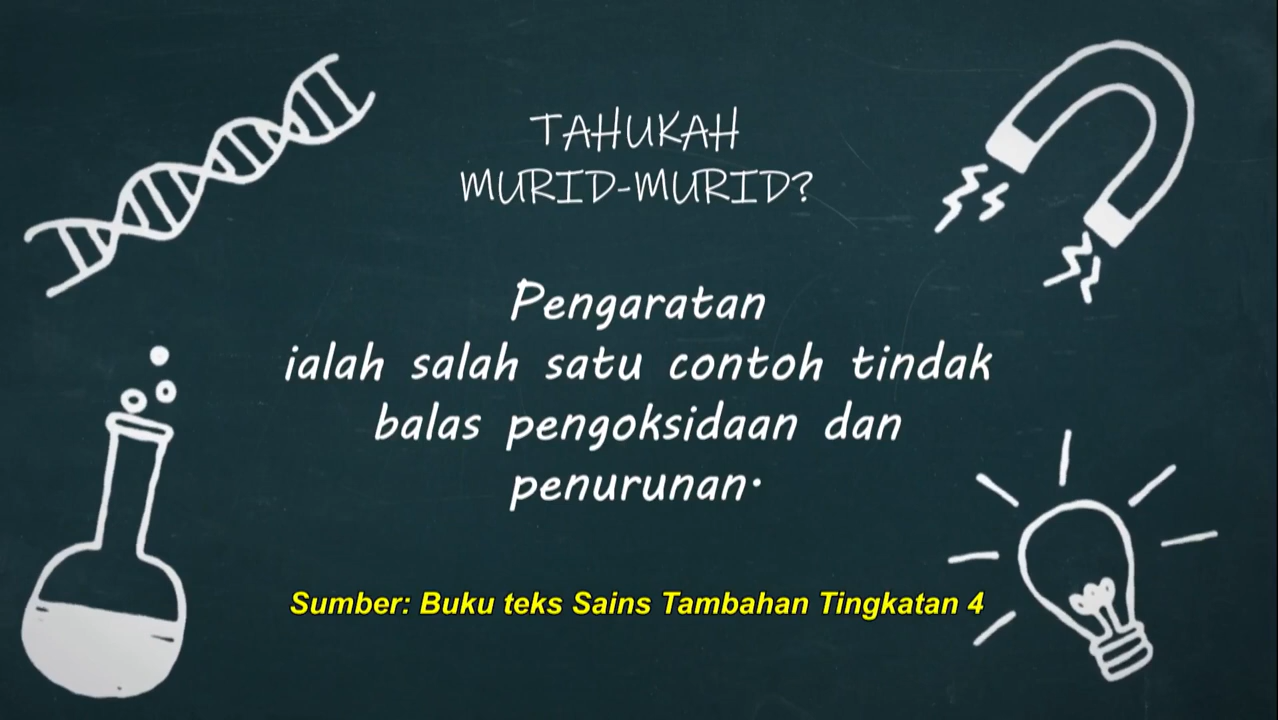 TAHUKAH
MURID-MURID?
Pengaratan
ialah salah satu contoh tindak
balas pengoksidaan dan
penurunan.
Sumber: Buku teks Sains Tambahan Tingkatan 4